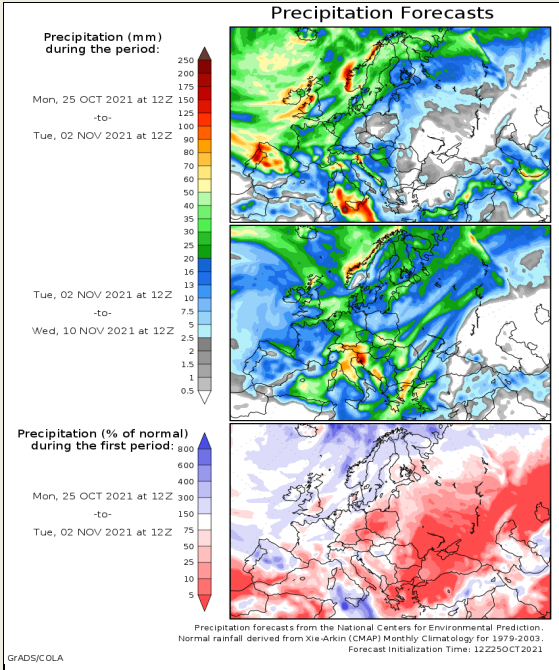 Precipitation Forecasts
Precipitation (mm)
during the period:
Mon, 25 OCT 2021 at 12Z
-to-
Tue, 02 NOV 2021 at 12Z
250
200
175
150
125
100
90
80
70
60
50
40
35
30
25
20
16
13
10
7.5
5
2.5
2
1.5
1
0.5
Tue, 02 NOV 2021 at 12Z
-to-
Wed, 10 NOV 2021 at 12Z
Precipitation (% of normal)
during the first period:
Mon, 25 OCT 2021 at 12Z
-to-
Tue, 02 NOV 2021 at 12Z
800
600
400
300
150
75
50
25
10
5
Precipitation forecasts from the National Centers for Environmental Prediction.
Normal rainfall derived from Xie-Arkin (CMAP) Monthly Climatology for 1979-2003.
Forecast Initialization Time: 12Z25OCT2021
GrADS/COLA